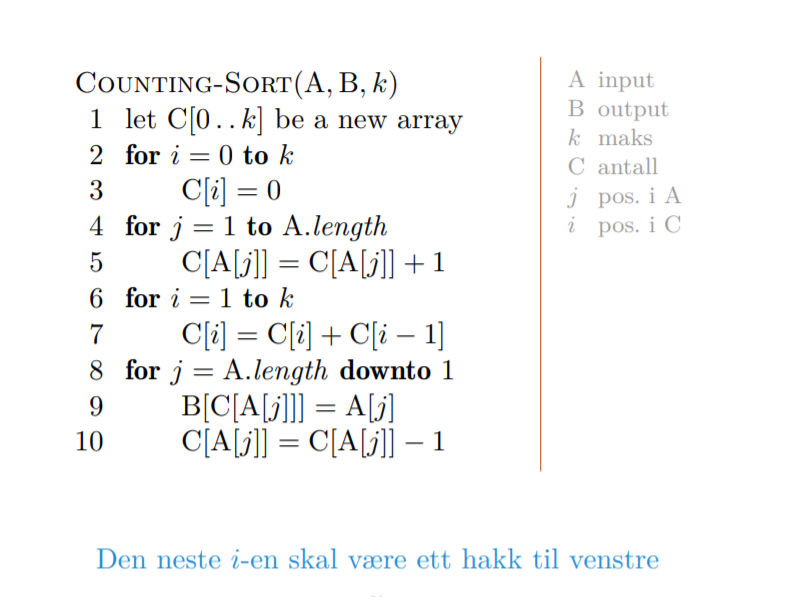 COUNTING-SORT(A, B, k)
1 let C[0 . . k] be a new array
2 for i = 0 to k
3 C[i] = 0
4 for j = 1 to A.length
5 C[A[j]] = C[A[j]] + 1
6 for i = 1 to k
7 C[i] = C[i] + C[i − 1]
8 for j = A.length downto 1
9 B[C[A[j]]] = A[j]
10 C[A[j]] = C[A[j]] − 1
A input
B output
k maks
C antall
j pos. i A
i pos. i C
Den neste i-en skal være ett hakk til venstre